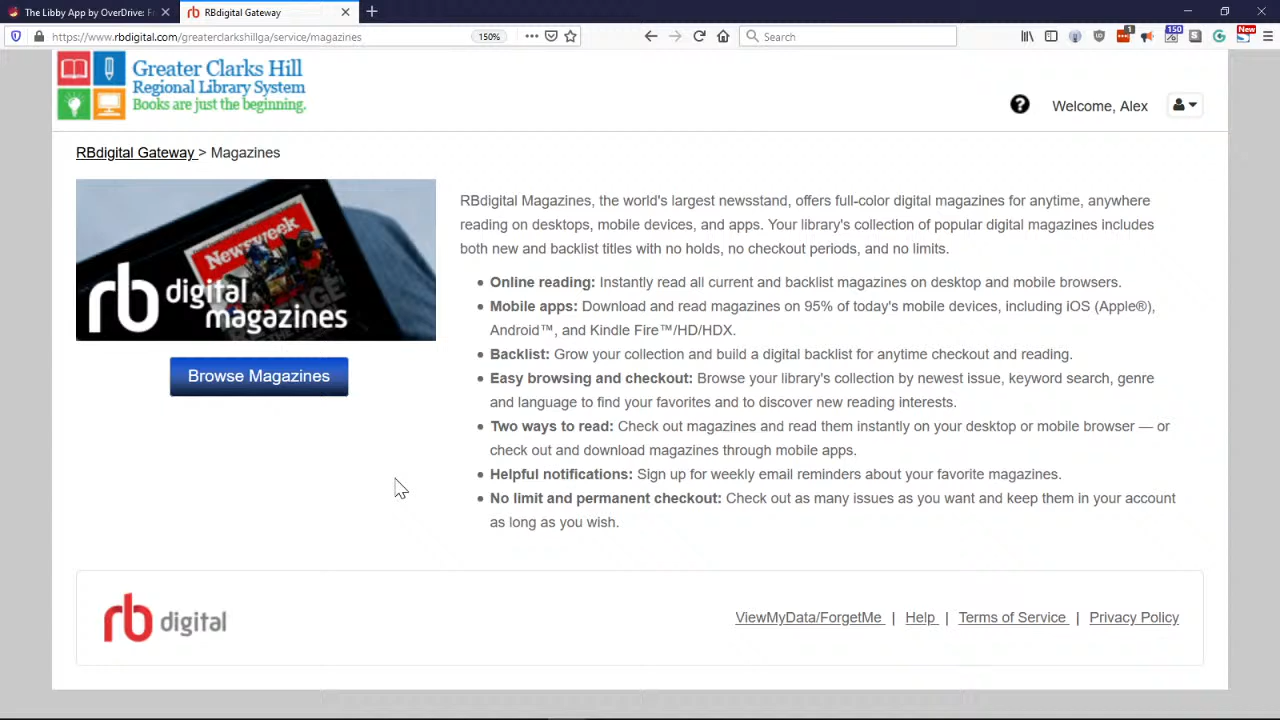 The Libby App by OverDrive: F
RBdigital Gateway
https://www.rbdigital.com/greaterclarkshillga/service/magazines
150%
Search
1
150
New
Greater Clarks Hill
Regional Library System
Books are just the beginning.
Welcome, Alex
RBdigital Gateway > Magazines
Newsweek
rb digital
magazines
Browse Magazines
RBdigital Magazines, the world's largest newsstand, offers full-color digital magazines for anytime, anywhere
reading on desktops, mobile devices, and apps. Your library's collection of popular digital magazines includes
both new and backlist titles with no holds, no checkout periods, and no limits.
• Online reading: Instantly read all current and backlist magazines on desktop and mobile browsers.
• Mobile apps: Download and read magazines on 95% of today's mobile devices, including iOS (Apple®),
Android™, and Kindle Fire™/HD/HDX.
• Backlist: Grow your collection and build a digital backlist for anytime checkout and reading.
• Easy browsing and checkout: Browse your library's collection by newest issue, keyword search, genre
and language to find your favorites and to discover new reading interests.
• Two ways to read: Check out magazines and read them instantly on your desktop or mobile browser — or
check out and download magazines through mobile apps.
• Helpful notifications: Sign up for weekly email reminders about your favorite magazines.
• No limit and permanent checkout: Check out as many issues as you want and keep them in your account
as long as you wish.
rb digital
ViewMyData/ForgetMe | Help | Terms of Service | Privacy Policy